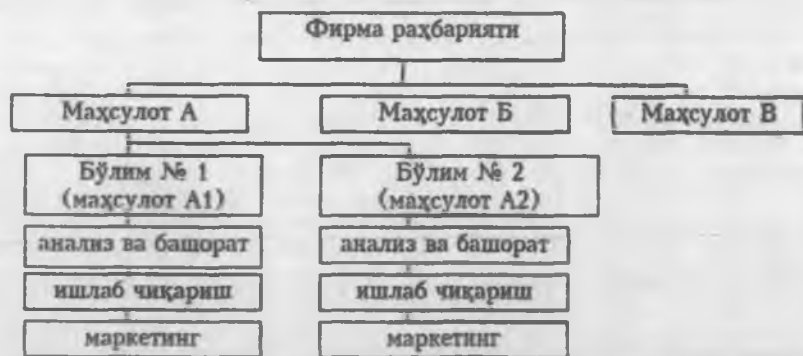 Фирма раҳбарияти
Маҳсулот А
Маҳсулот Б
Маҳсулот В
Бўлим № 1
(маҳсулот А1)
Бўлим № 2
(маҳсулот А2)
анализ ва башорат
анализ ва башорат
ишлаб чиқариш
ишлаб чиқариш
маркетинг
маркетинг